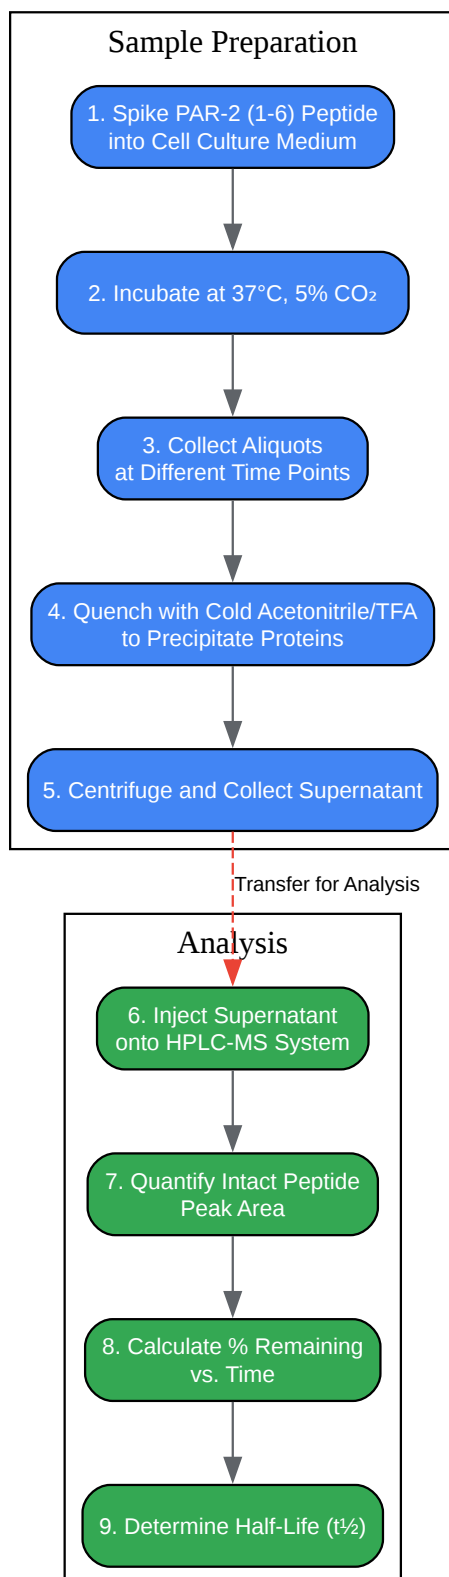 Sample Preparation
1. Spike PAR-2 (1-6) Peptide
into Cell Culture Medium
2. Incubate at 37°C, 5% CO₂
3. Collect Aliquots
at Different Time Points
4. Quench with Cold Acetonitrile/TFA
to Precipitate Proteins
5. Centrifuge and Collect Supernatant
Transfer for Analysis
Analysis
6. Inject Supernatant
onto HPLC-MS System
7. Quantify Intact Peptide
Peak Area
8. Calculate % Remaining
vs. Time
9. Determine Half-Life (t½)